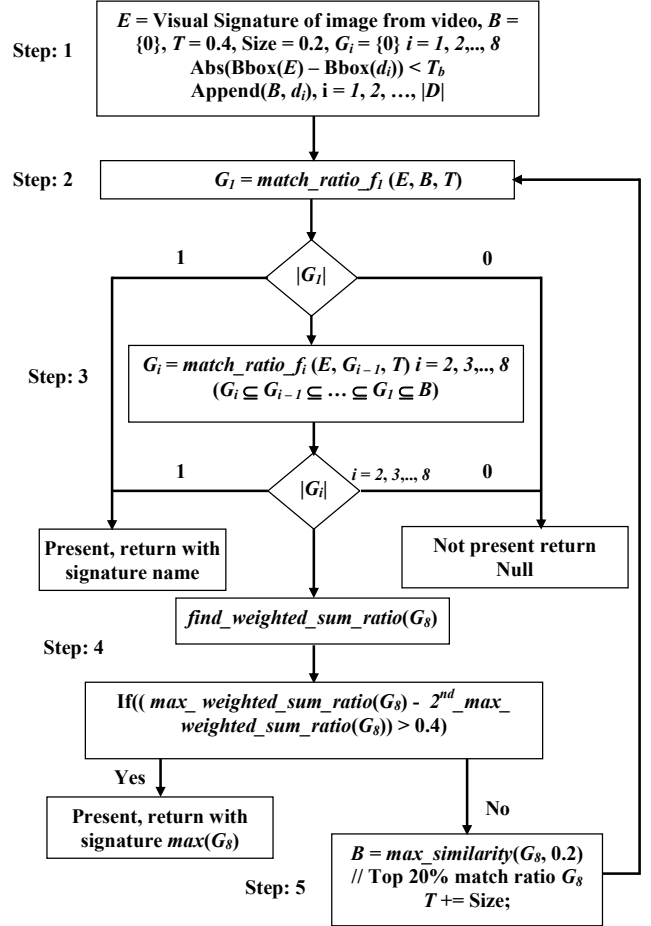 Step: 1
E = Visual Signature of image from video, B =
{0}, T = 0.4, Size = 0.2, Gᵢ = {0} i = 1, 2,.., 8
Abs(Bbox(E) – Bbox(dᵢ)) < T_b
Append(B, dᵢ), i = 1, 2, …, |D|
Step: 2
G₁ = match_ratio_f₁ (E, B, T)
1
|G₁|
0
Step: 3
Gᵢ = match_ratio_fᵢ (E, Gᵢ₋₁, T) i = 2, 3,.., 8
(Gᵢ ⊆ Gᵢ₋₁ ⊆ … ⊆ G₁ ⊆ B)
1
|Gᵢ|
i = 2, 3,.., 8
0
Present, return with
signature name
Not present return
Null
find_weighted_sum_ratio(G₈)
Step: 4
If(( max_ weighted_sum_ratio(G₈) - 2ⁿᵈ_max_
weighted_sum_ratio(G₈)) > 0.4)
Yes
No
Present, return with
signature max(G₈)
Step: 5
B = max_similarity(G₈, 0.2)
// Top 20% match ratio G₈
T += Size;